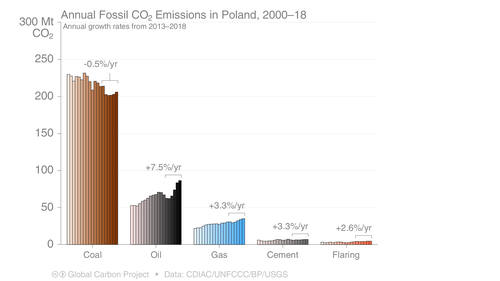 Annual Fossil CO₂ Emissions in Poland, 2000–18
Annual growth rates from 2013–2018
300 Mt
CO₂
250
200
150
100
50
0
-0.5%/yr
+7.5%/yr
+3.3%/yr
+3.3%/yr
+2.6%/yr
Coal Oil Gas Cement Flaring
Global Carbon Project • Data: CDIAC/UNFCCC/BP/USGS